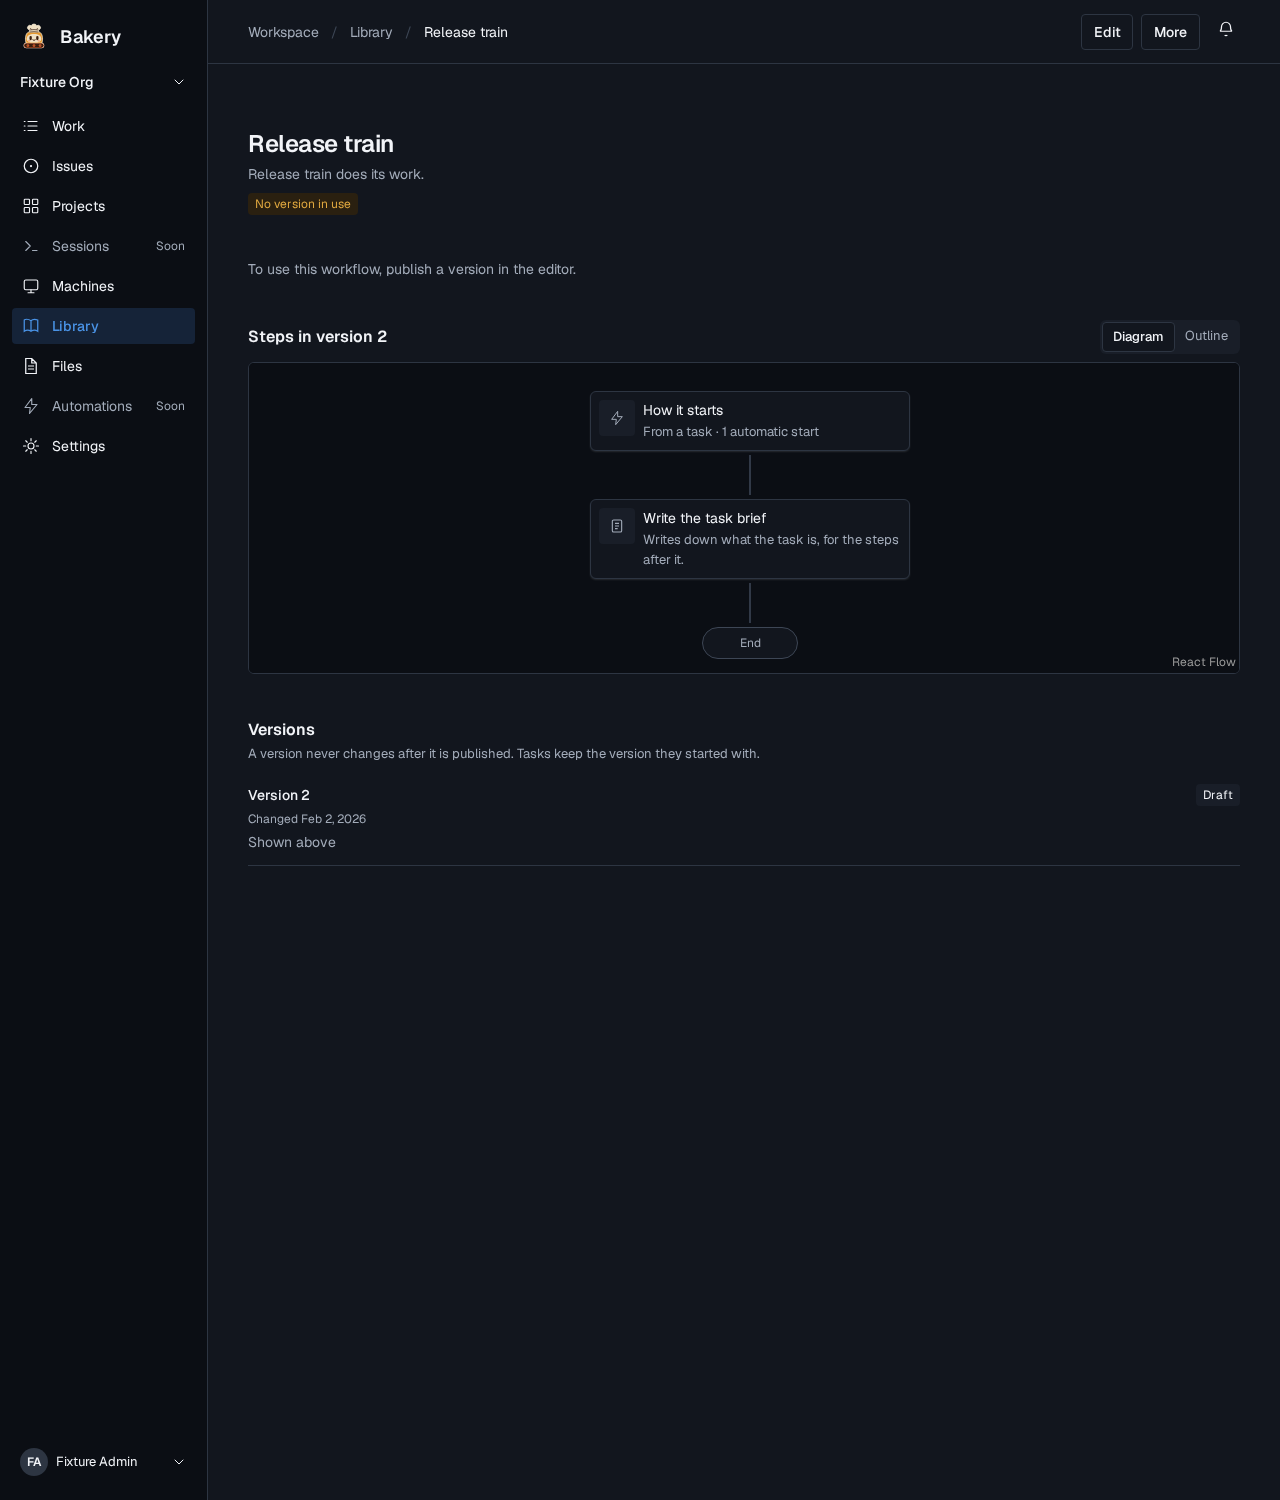 Bakery
Fixture Org
Work
Issues
Projects
Sessions Soon
Machines
Library
Files
Automations Soon
Settings
FA Fixture Admin
Workspace / Library / Release train
Edit More
Release train
Release train does its work.
No version in use
To use this workflow, publish a version in the editor.
Steps in version 2
Diagram Outline
How it starts
From a task · 1 automatic start
Write the task brief
Writes down what the task is, for the steps
after it.
End
React Flow
Versions
A version never changes after it is published. Tasks keep the version they started with.
Version 2 Draft
Changed Feb 2, 2026
Shown above